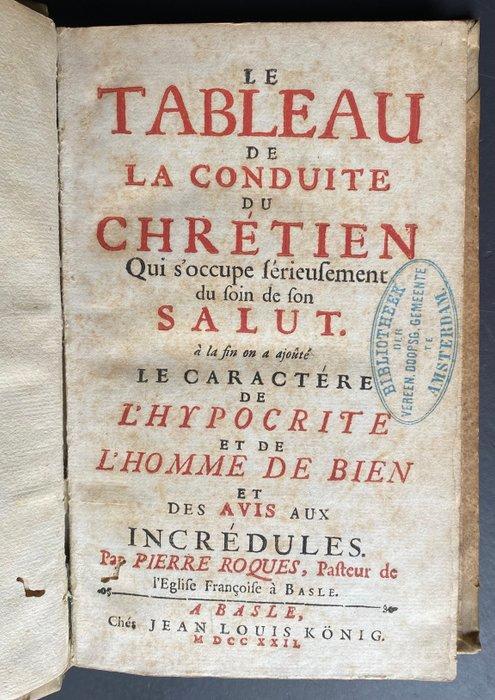 LE
TABLEAU
DE
LA CONDUITE
DU
CHRÉTIEN
Qui s'occupe ſérieuſement
du ſoin de ſon
SALUT.
à la fin on a ajoûté
LE CARACTÉRE
DE
L'HYPOCRITE
ET DE
L'HOMME DE BIEN
ET
DES AVIS AUX
INCRÉDULES.
Par PIERRE ROQUES, Paſteur de
l'Egliſe Françoiſe à BASLE.
A BASLE,
Chés JEAN LOUIS KÖNIG.
MDCCXXII.
BIBLIOTHEEK
DER
VEREEN. DOOPSG. GEMEENTE
TE
AMSTERDAM.